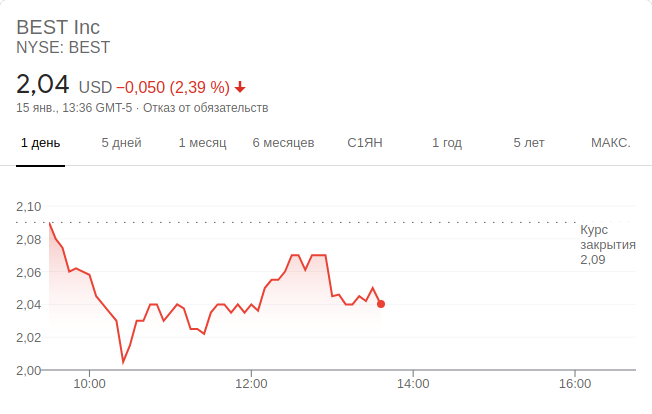 BEST Inc
NYSE: BEST
2,04 USD −0,050 (2,39 %)
15 янв., 13:36 GMT-5 · Отказ от обязательств
1 день 5 дней 1 месяц 6 месяцев С1ЯН 1 год 5 лет МАКС.
2,10
Курс
закрытия
2,09
2,08
2,06
2,04
2,02
2,00
10:00 12:00 14:00 16:00